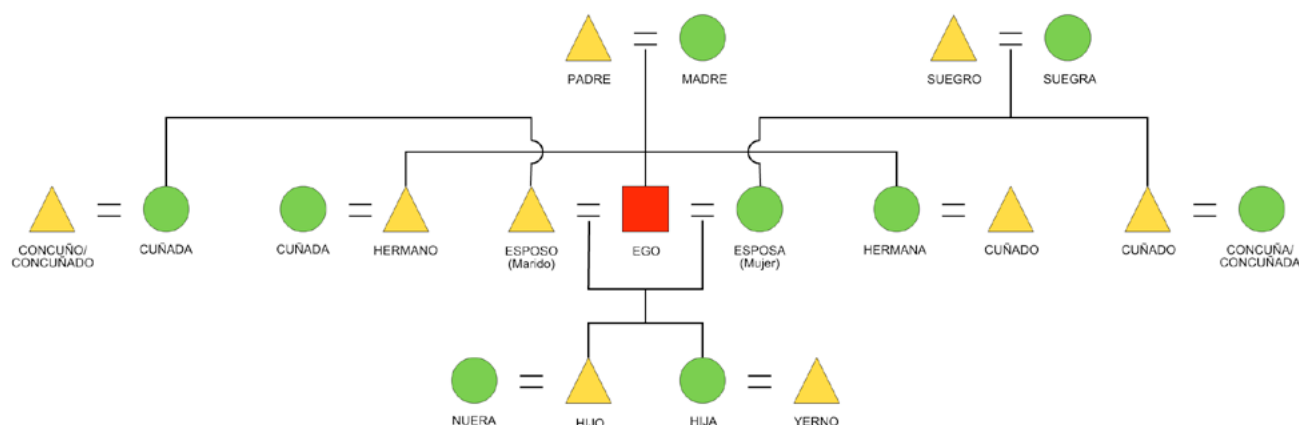 PADRE
MADRE
SUEGRO
SUEGRA
CONCUÑO/
CONCUÑADO
CUÑADA
CUÑADA
HERMANO
ESPOSO
(Marido)
EGO
ESPOSA
(Mujer)
HERMANA
CUÑADO
CUÑADO
CONCUÑA/
CONCUÑADA
NUERA
HIJO
HIJA
YERNO